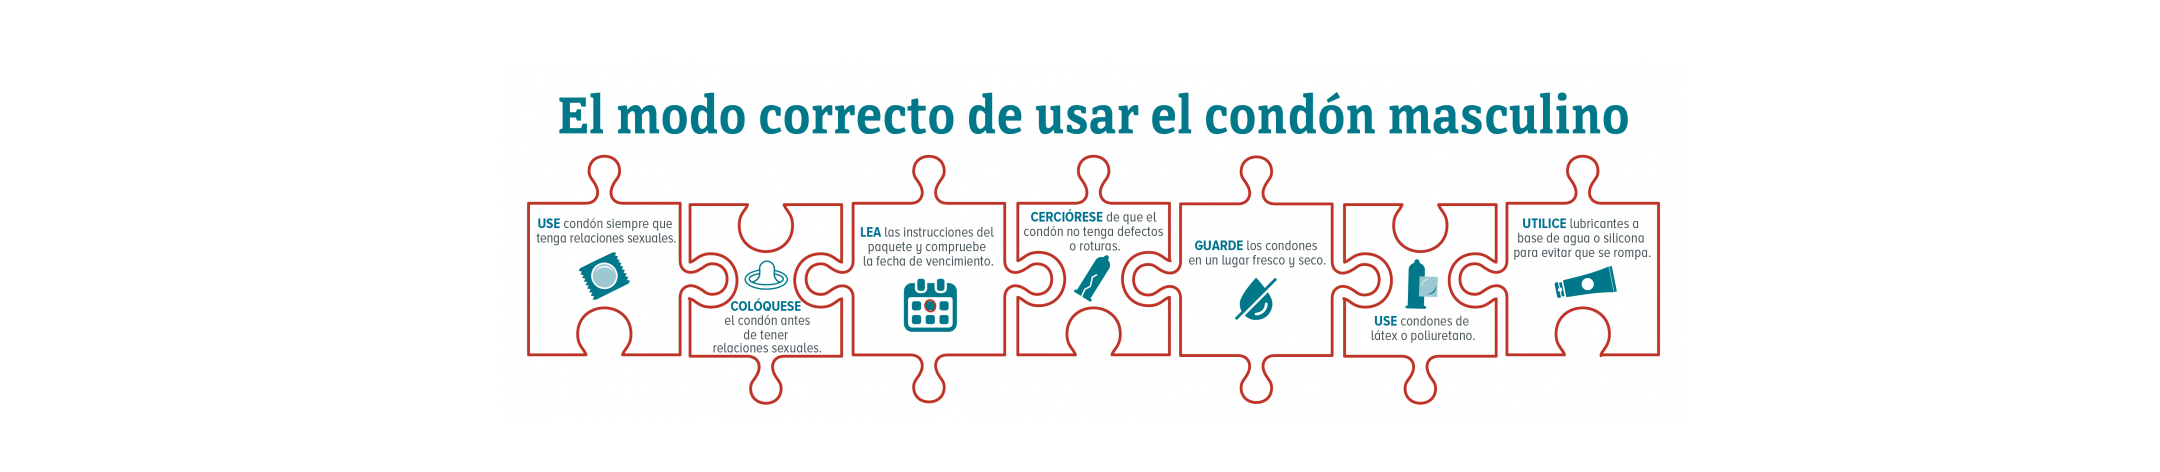 El modo correcto de usar el condón masculino
USE condón siempre que
tenga relaciones sexuales.
COLÓQUESE
el condón antes
de tener
relaciones sexuales.
LEA las instrucciones del
paquete y compruebe
la fecha de vencimiento.
CERCIÓRESE de que el
condón no tenga defectos
o roturas.
GUARDE los condones
en un lugar fresco y seco.
USE condones de
látex o poliuretano.
UTILICE lubricantes a
base de agua o silicona
para evitar que se rompa.